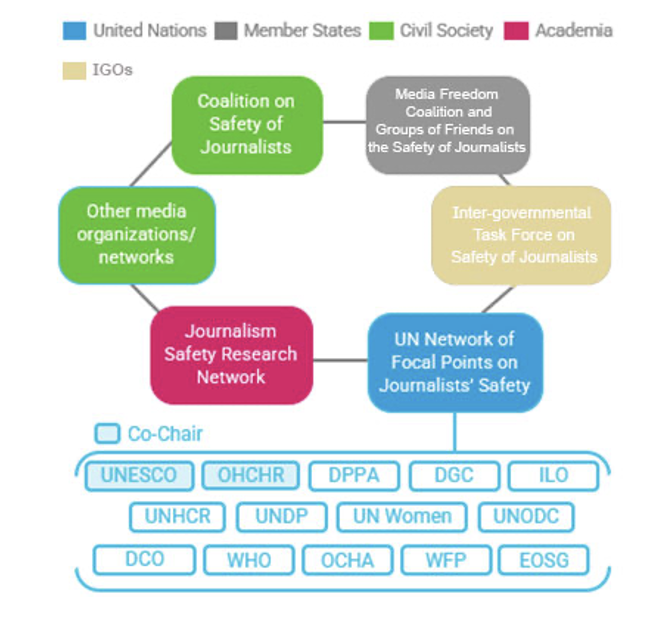 United Nations Member States Civil Society Academia
IGOs
Coalition on
Safety of
Journalists
Media Freedom
Coalition and
Groups of Friends on
the Safety of Journalists
Other media
organizations/
networks
Inter-governmental
Task Force on
Safety of Journalists
Journalism
Safety Research
Network
UN Network of
Focal Points on
Journalists' Safety
Co-Chair
UNESCO OHCHR DPPA DGC ILO
UNHCR UNDP UN Women UNODC
DCO WHO OCHA WFP EOSG